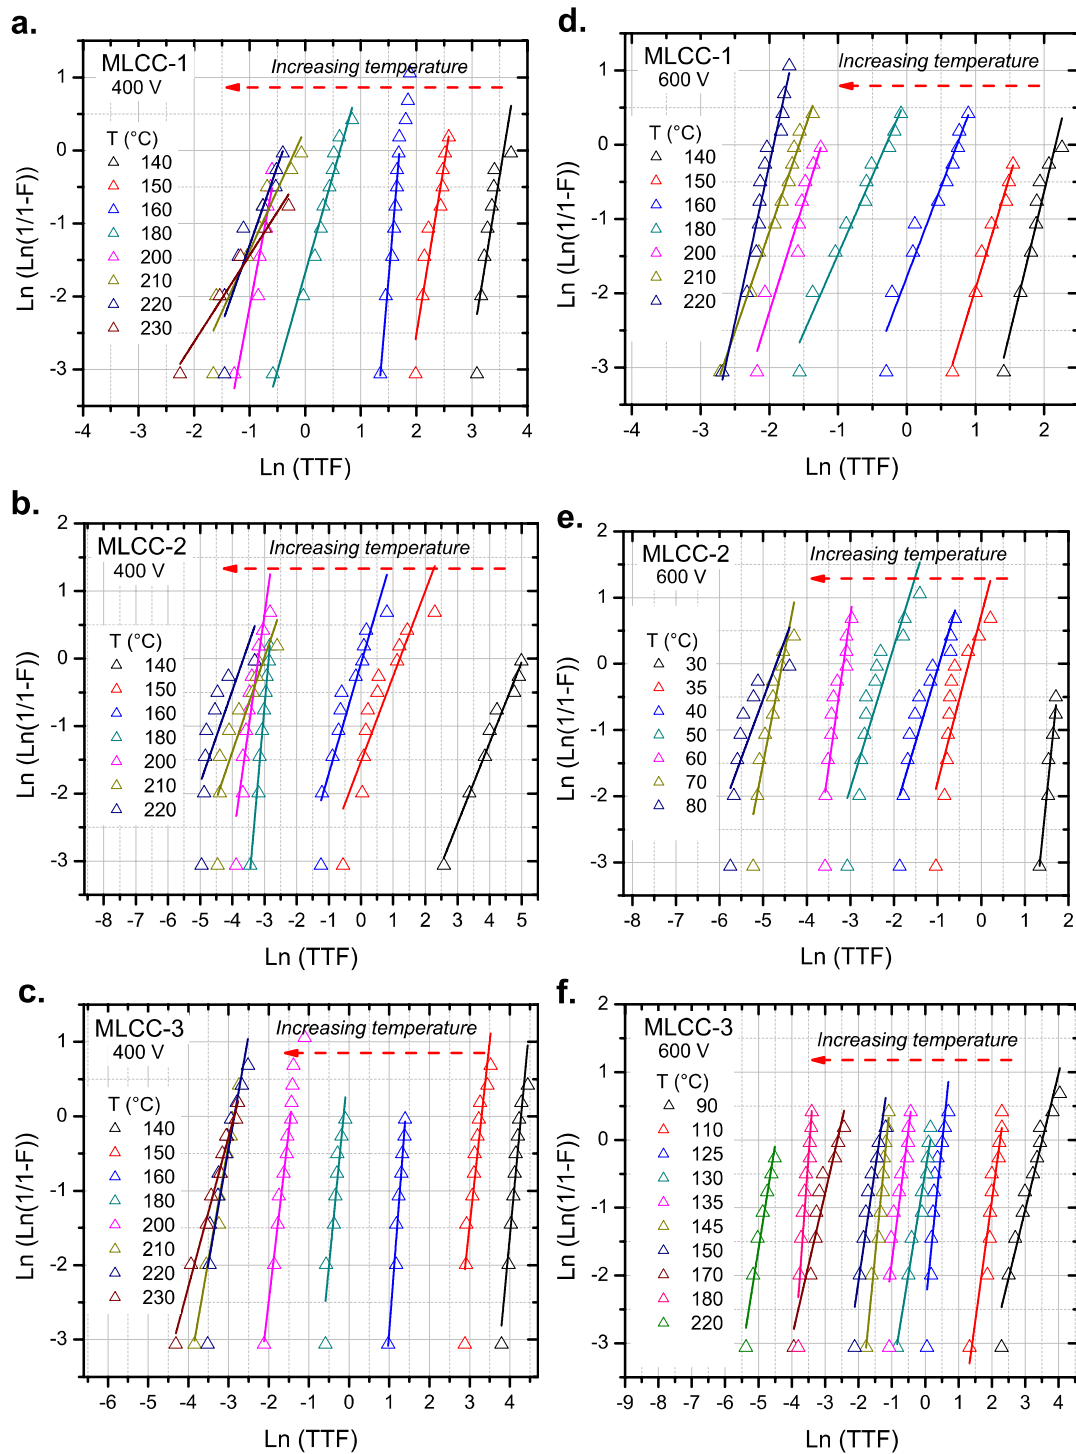 a.
MLCC-1
400 V
Increasing temperature
T (°C)
140
150
160
180
200
210
220
230
1
0
-1
-2
-3
-4 -3 -2 -1 0 1 2 3 4
Ln (Ln(1/1-F))
Ln (TTF)
d.
MLCC-1
600 V
Increasing temperature
T (°C)
140
150
160
180
200
210
220
1
0
-1
-2
-3
-4 -3 -2 -1 0 1 2
Ln (Ln(1/1-F))
Ln (TTF)
b.
MLCC-2
400 V
Increasing temperature
T (°C)
140
150
160
180
200
210
220
2
1
0
-1
-2
-3
-8 -7 -6 -5 -4 -3 -2 -1 0 1 2 3 4 5
Ln (Ln(1/1-F))
Ln (TTF)
e.
MLCC-2
600 V
Increasing temperature
T (°C)
30
35
40
50
60
70
80
2
1
0
-1
-2
-3
-8 -7 -6 -5 -4 -3 -2 -1 0 1 2
Ln (Ln(1/1-F))
Ln (TTF)
c.
MLCC-3
400 V
Increasing temperature
T (°C)
140
150
160
180
200
210
220
230
1
0
-1
-2
-3
-6 -5 -4 -3 -2 -1 0 1 2 3 4
Ln (Ln(1/1-F))
Ln (TTF)
f.
MLCC-3
600 V
Increasing temperature
T (°C)
90
110
125
130
135
145
150
170
180
220
2
1
0
-1
-2
-3
-9 -8 -7 -6 -5 -4 -3 -2 -1 0 1 2 3 4 5
Ln (Ln(1/1-F))
Ln (TTF)